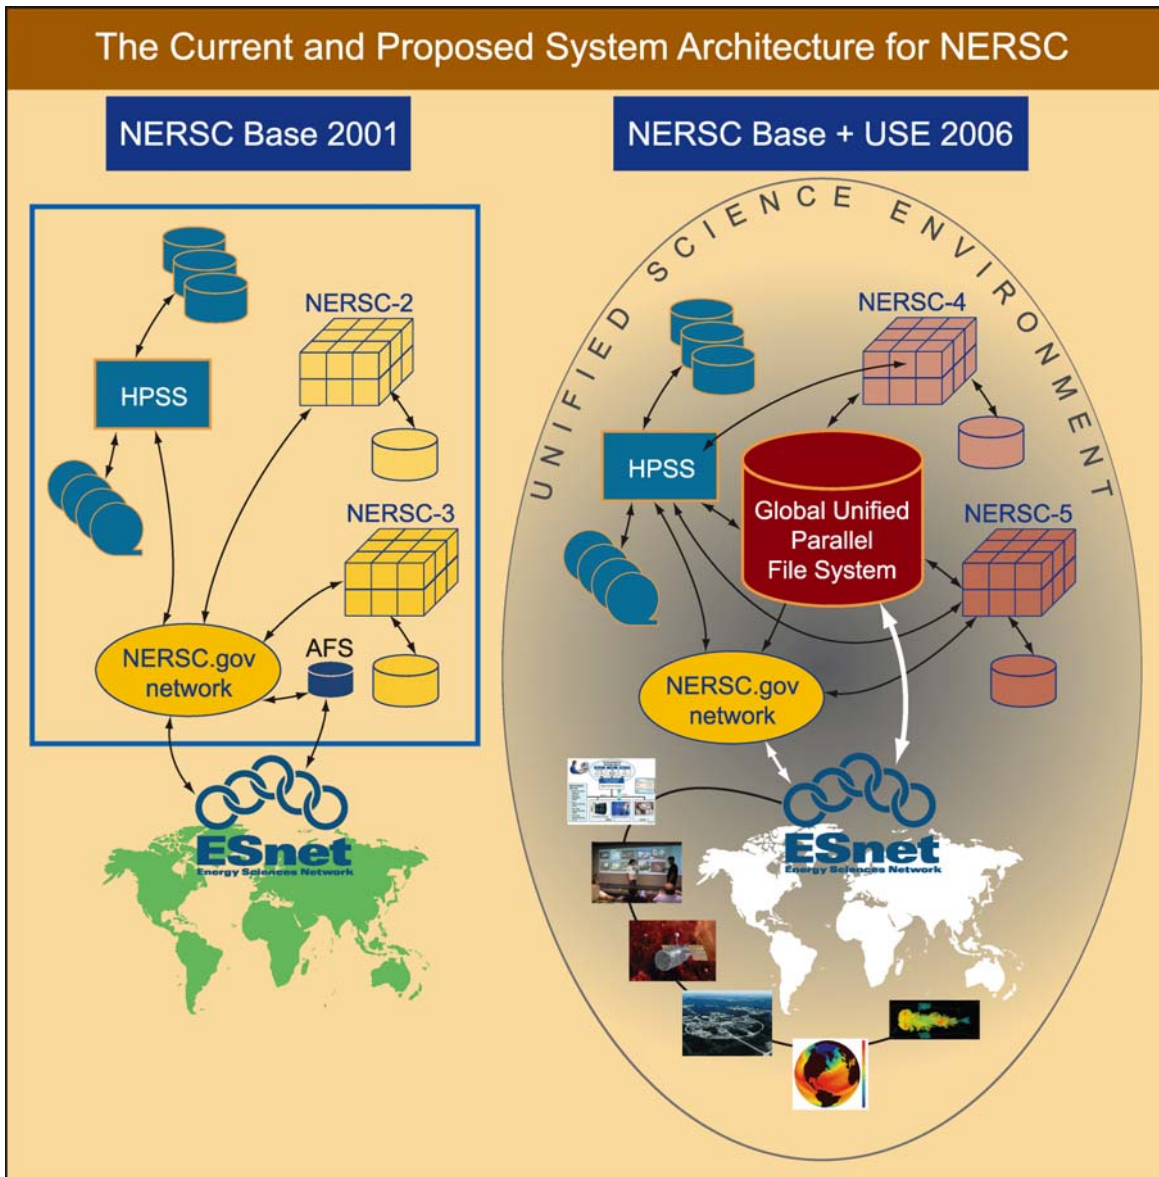 The Current and Proposed System Architecture for NERSC
NERSC Base 2001
NERSC-2
HPSS
NERSC-3
AFS
NERSC.gov
network
ESnet
Energy Sciences Network
NERSC Base + USE 2006
UNIFIED SCIENCE ENVIRONMENT
NERSC-4
HPSS
Global Unified
Parallel
File System
NERSC-5
NERSC.gov
network
ESnet
Energy Sciences Network